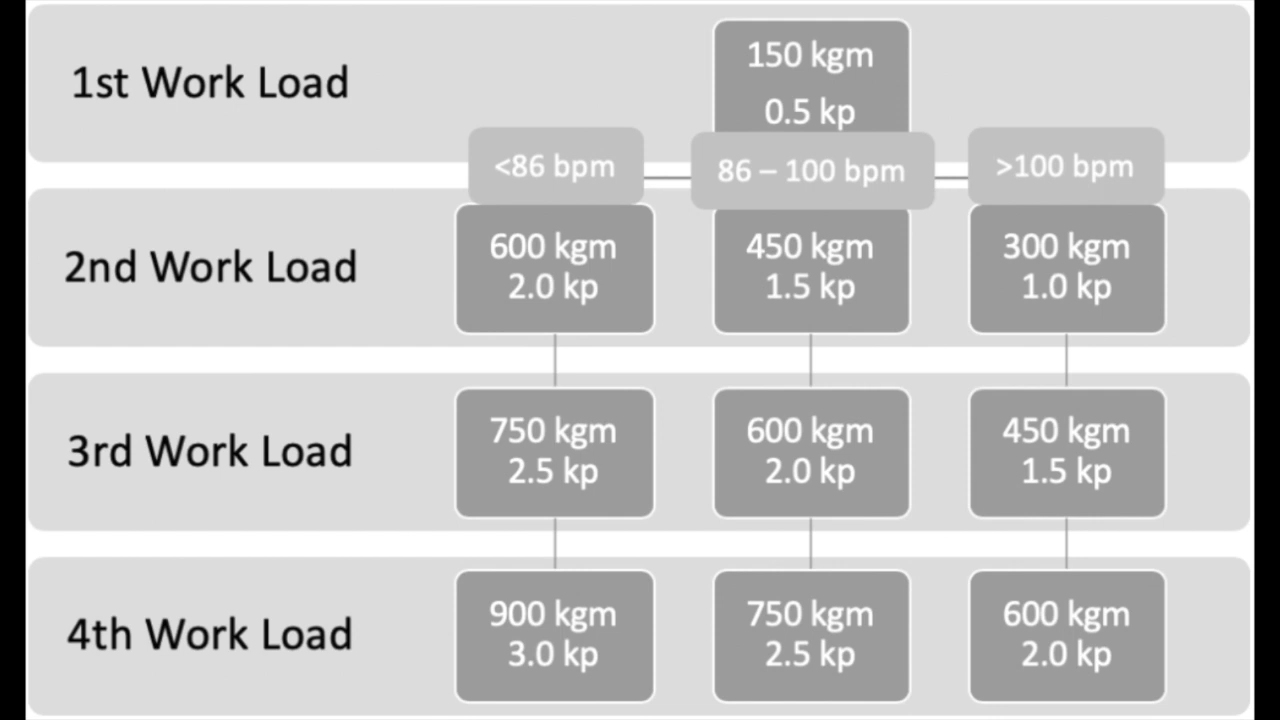 1st Work Load
150 kgm
0.5 kp
<86 bpm
86 – 100 bpm
>100 bpm
2nd Work Load
600 kgm
2.0 kp
450 kgm
1.5 kp
300 kgm
1.0 kp
3rd Work Load
750 kgm
2.5 kp
600 kgm
2.0 kp
450 kgm
1.5 kp
4th Work Load
900 kgm
3.0 kp
750 kgm
2.5 kp
600 kgm
2.0 kp